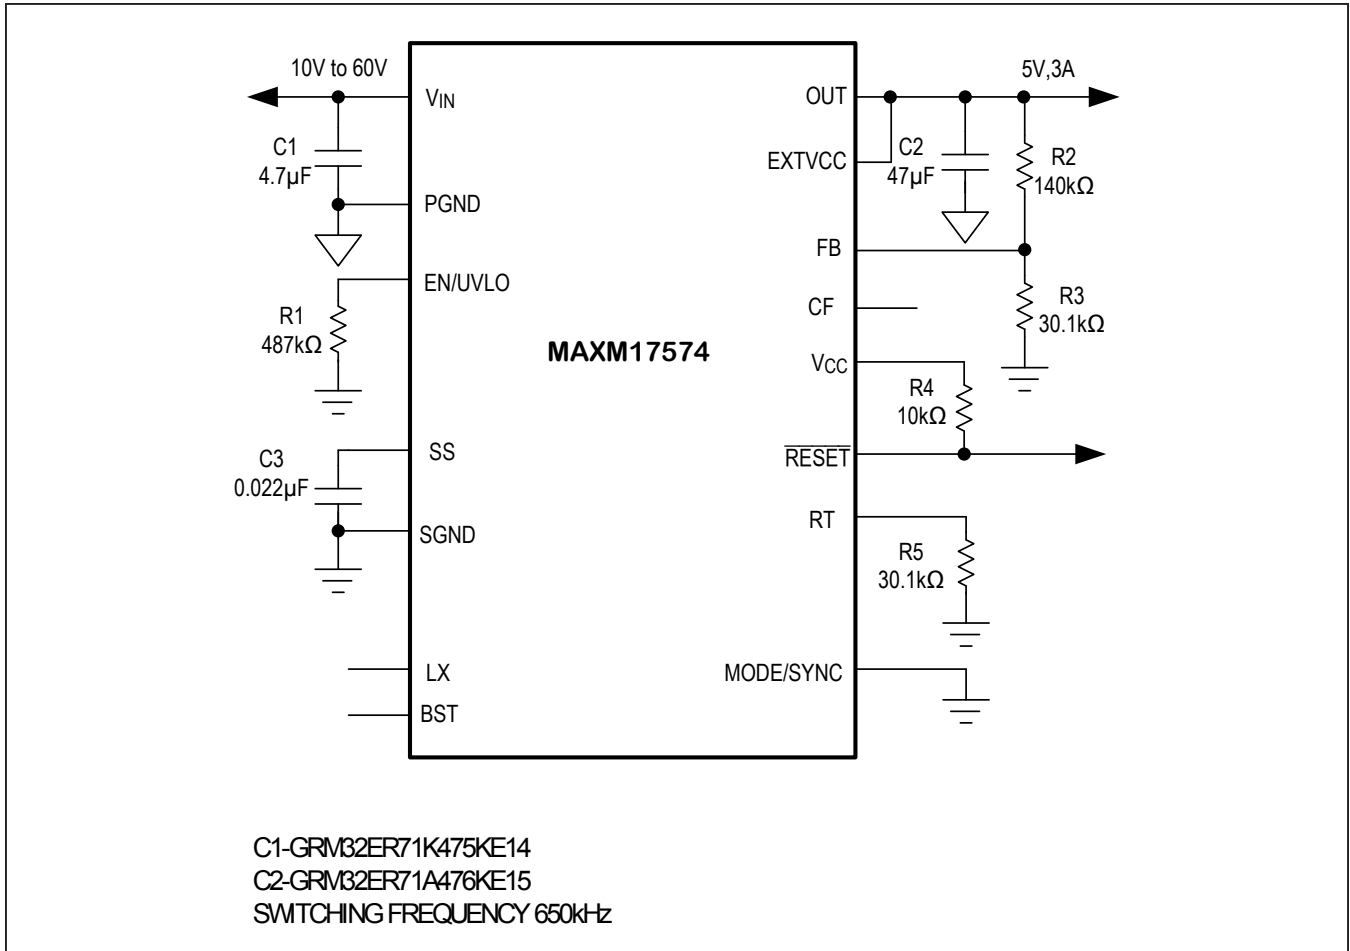 10V to 60V
VIN
C1
4.7µF
PGND
EN/UVLO
R1
487kΩ
SS
C3
0.022µF
SGND
LX
BST
MAXM17574
OUT
5V,3A
EXTVCC
C2
47µF
R2
140kΩ
FB
CF
R3
30.1kΩ
VCC
R4
10kΩ
RESET
RT
R5
30.1kΩ
MODE/SYNC
C1-GRM32ER71K475KE14
C2-GRM32ER71A476KE15
SWITCHING FREQUENCY 650kHz